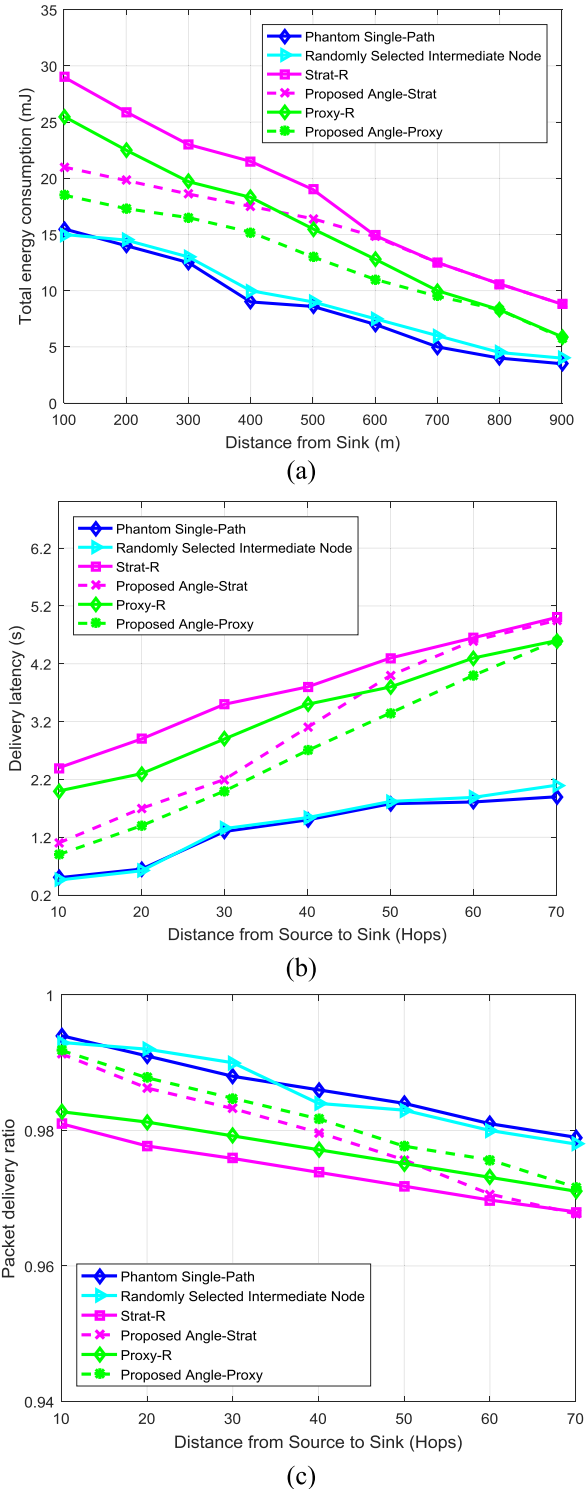 35
30
25
20
15
10
5
0
Total energy consumption (mJ)
Phantom Single-Path
Randomly Selected Intermediate Node
Strat-R
Proposed Angle-Strat
Proxy-R
Proposed Angle-Proxy
100 200 300 400 500 600 700 800 900
Distance from Sink (m)
(a)
6.2
5.2
4.2
3.2
2.2
1.2
0.2
Delivery latency (s)
Phantom Single-Path
Randomly Selected Intermediate Node
Strat-R
Proposed Angle-Strat
Proxy-R
Proposed Angle-Proxy
10 20 30 40 50 60 70
Distance from Source to Sink (Hops)
(b)
1
0.98
0.96
0.94
Packet delivery ratio
Phantom Single-Path
Randomly Selected Intermediate Node
Strat-R
Proposed Angle-Strat
Proxy-R
Proposed Angle-Proxy
10 20 30 40 50 60 70
Distance from Source to Sink (Hops)
(c)